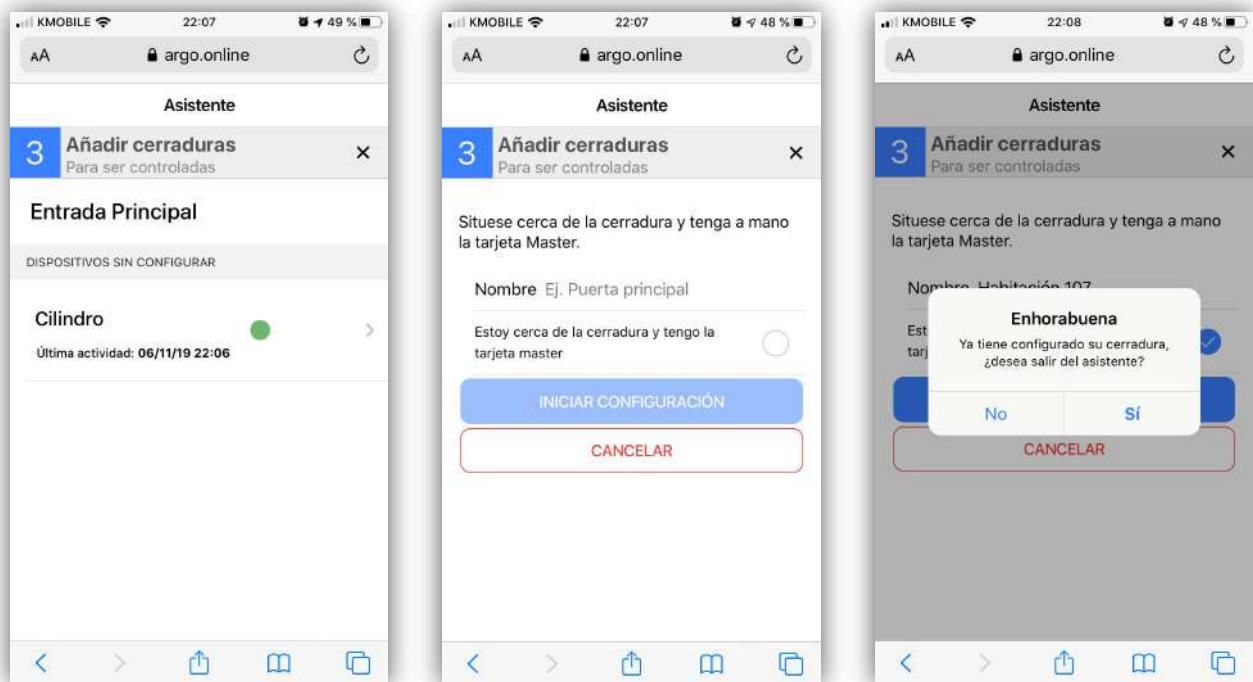 KMOBILE 22:07 49 %
AA argo.online
Asistente
3
Añadir cerraduras
Para ser controladas
Entrada Principal
DISPOSITIVOS SIN CONFIGURAR
Cilindro
Última actividad: 06/11/19 22:06
KMOBILE 22:07 48 %
AA argo.online
Asistente
3
Añadir cerraduras
Para ser controladas
Situese cerca de la cerradura y tenga a mano
la tarjeta Master.
Nombre Ej. Puerta principal
Estoy cerca de la cerradura y tengo la
tarjeta master
INICIAR CONFIGURACIÓN
CANCELAR
KMOBILE 22:08 48 %
AA argo.online
Asistente
3
Añadir cerraduras
Para ser controladas
Situese cerca de la cerradura y tenga a mano
la tarjeta Master.
Nombre Habitación 107
Est
tarj
Enhorabuena
Ya tiene configurado su cerradura,
¿desea salir del asistente?
No Sí
CANCELAR